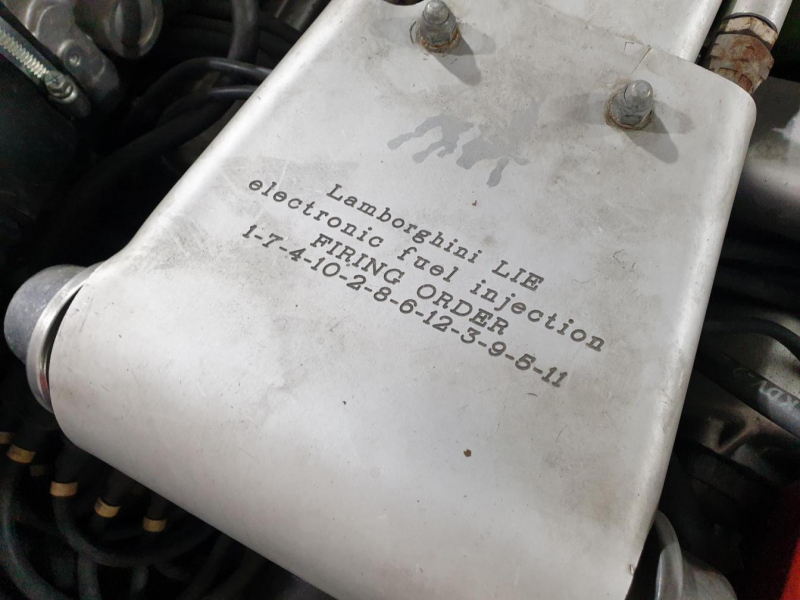 Lamborghini LIE
electronic fuel injection
FIRING ORDER
1-7-4-10-2-8-6-12-3-9-5-11